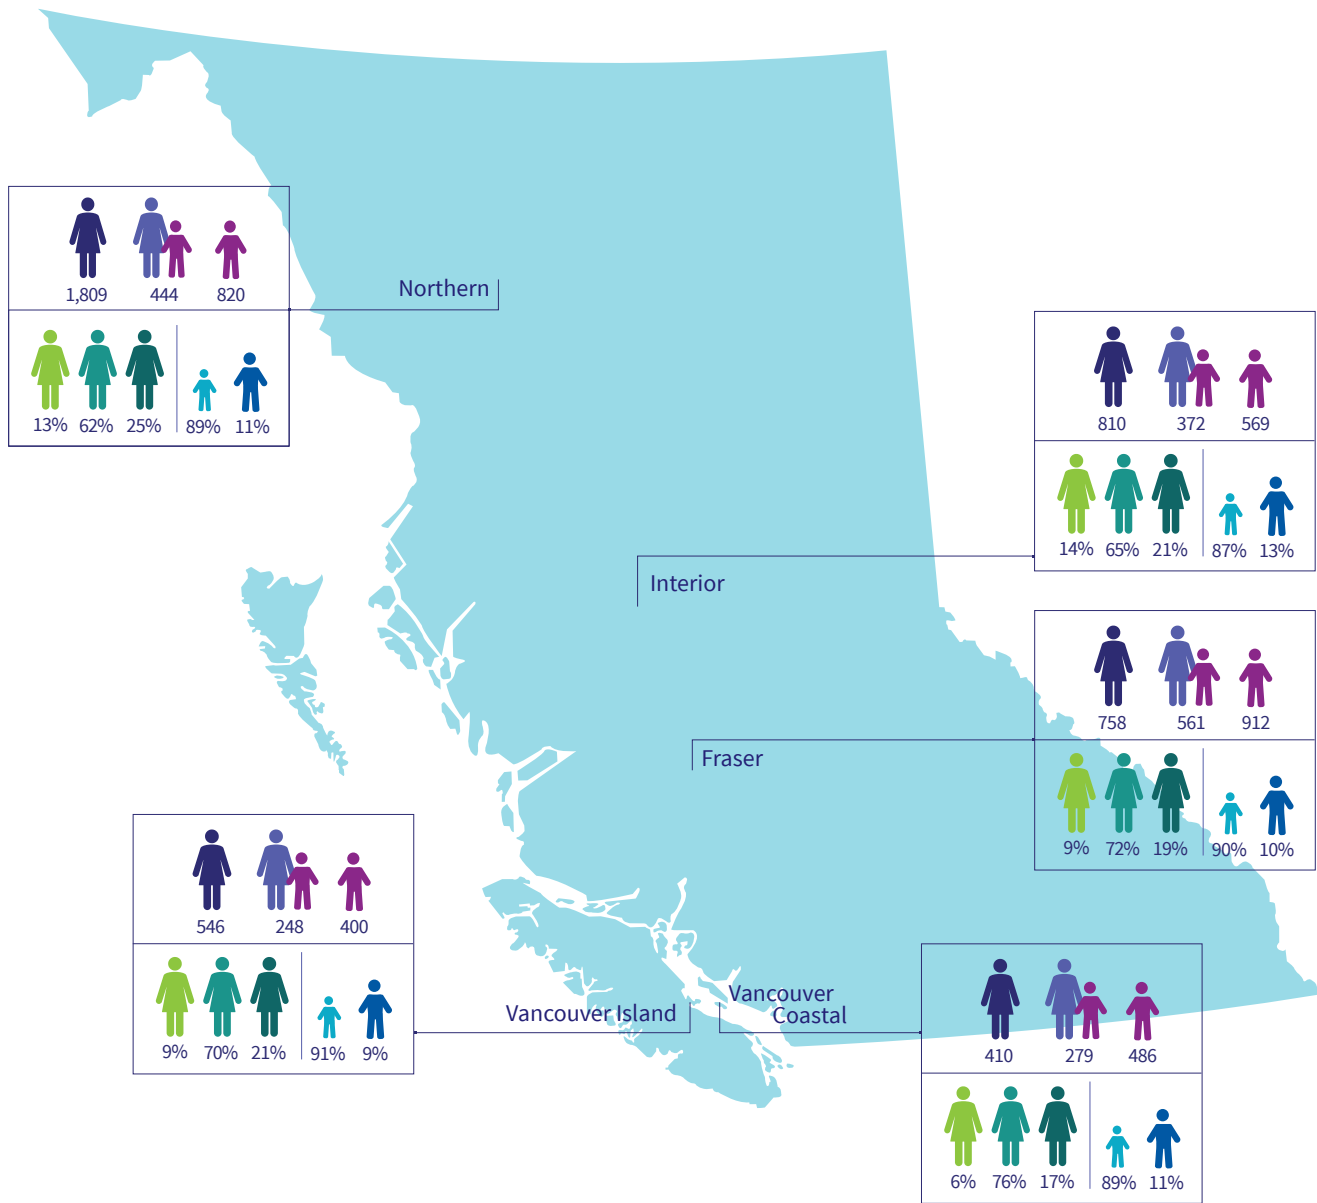 1,809 444 820
Northern
13% 62% 25% 89% 11%
810 372 569
14% 65% 21% 87% 13%
Interior
758 561 912
Fraser
9% 72% 19% 90% 10%
546 248 400
9% 70% 21% 91% 9%
Vancouver Island
Vancouver
Coastal
410 279 486
6% 76% 17% 89% 11%